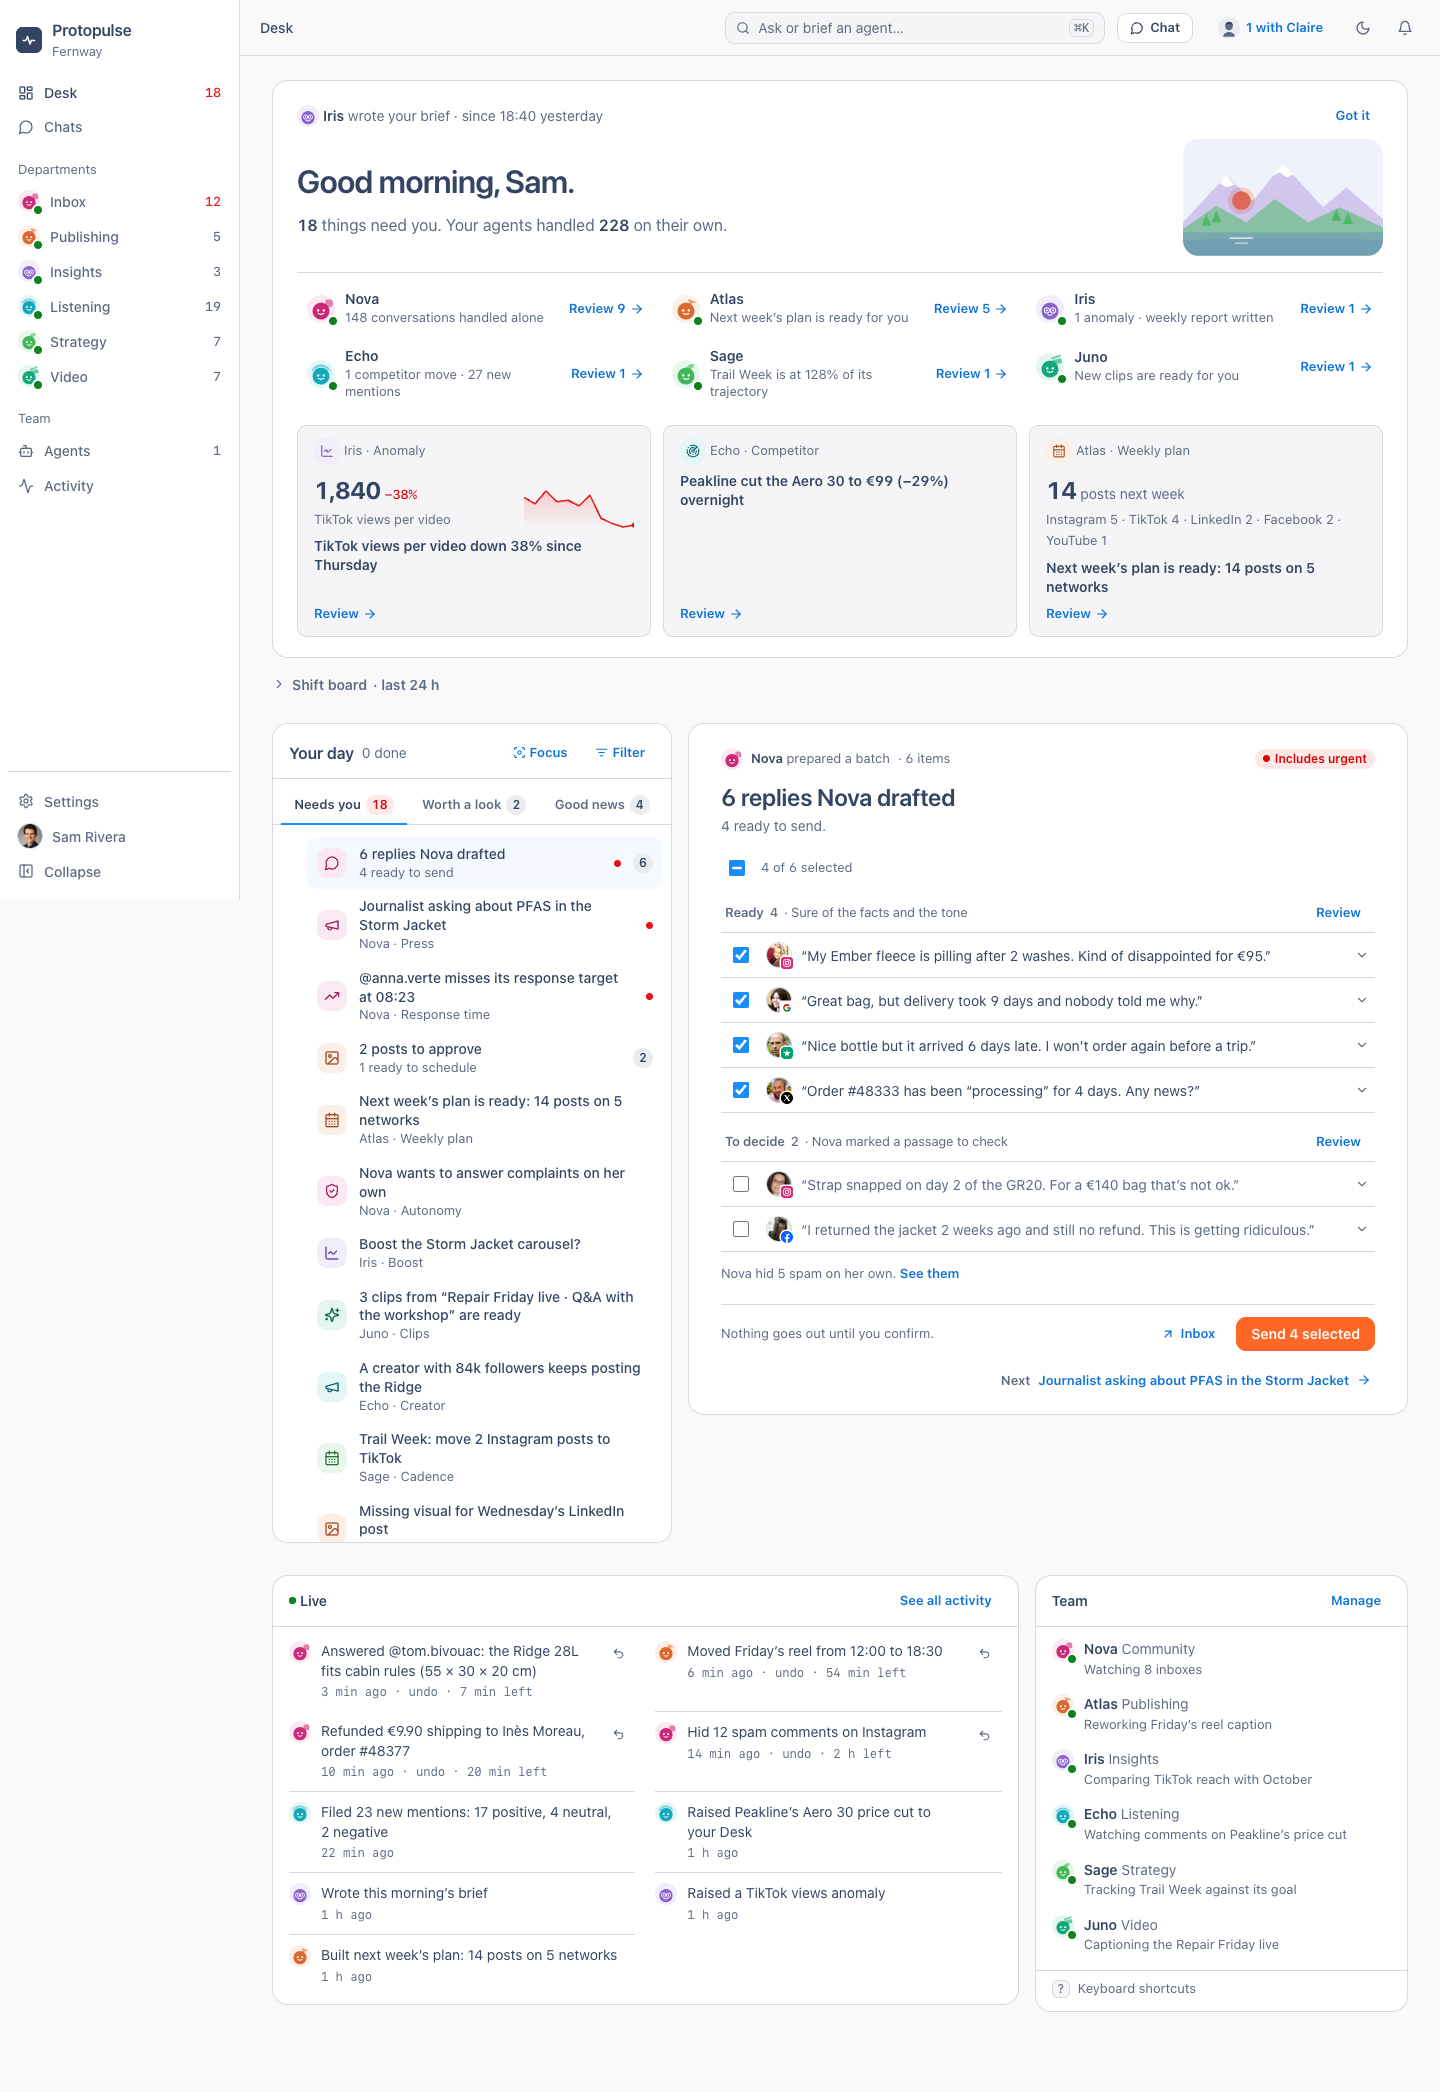 Protopulse
Fernway
Desk 18
Chats
Departments
Inbox 12
Publishing 5
Insights 3
Listening 19
Strategy 7
Video 7
Team
Agents 1
Activity
Settings
Sam Rivera
Collapse
Desk
Ask or brief an agent… ⌘K
Chat
1 with Claire
Iris wrote your brief · since 18:40 yesterday
Got it
Good morning, Sam.
18 things need you. Your agents handled 228 on their own.
Nova
148 conversations handled alone
Review 9 →
Atlas
Next week’s plan is ready for you
Review 5 →
Iris
1 anomaly · weekly report written
Review 1 →
Echo
1 competitor move · 27 new
mentions
Review 1 →
Sage
Trail Week is at 128% of its
trajectory
Review 1 →
Juno
New clips are ready for you
Review 1 →
Iris · Anomaly
1,840 −38%
TikTok views per video
TikTok views per video down 38% since
Thursday
Review →
Echo · Competitor
Peakline cut the Aero 30 to €99 (−29%)
overnight
Review →
Atlas · Weekly plan
14 posts next week
Instagram 5 · TikTok 4 · LinkedIn 2 · Facebook 2 ·
YouTube 1
Next week’s plan is ready: 14 posts on 5
networks
Review →
Shift board · last 24 h
Your day 0 done
Focus
Filter
Needs you 18
Worth a look 2
Good news 4
6 replies Nova drafted
4 ready to send
6
Journalist asking about PFAS in the
Storm Jacket
Nova · Press
@anna.verte misses its response target
at 08:23
Nova · Response time
2 posts to approve
1 ready to schedule
2
Next week’s plan is ready: 14 posts on 5
networks
Atlas · Weekly plan
Nova wants to answer complaints on her
own
Nova · Autonomy
Boost the Storm Jacket carousel?
Iris · Boost
3 clips from “Repair Friday live · Q&A with
the workshop” are ready
Juno · Clips
A creator with 84k followers keeps posting
the Ridge
Echo · Creator
Trail Week: move 2 Instagram posts to
TikTok
Sage · Cadence
Missing visual for Wednesday’s LinkedIn
post
Nova prepared a batch · 6 items
Includes urgent
6 replies Nova drafted
4 ready to send.
4 of 6 selected
Ready 4 · Sure of the facts and the tone
Review
“My Ember fleece is pilling after 2 washes. Kind of disappointed for €95.”
“Great bag, but delivery took 9 days and nobody told me why.”
“Nice bottle but it arrived 6 days late. I won’t order again before a trip.”
“Order #48333 has been “processing” for 4 days. Any news?”
To decide 2 · Nova marked a passage to check
Review
“Strap snapped on day 2 of the GR20. For a €140 bag that’s not ok.”
“I returned the jacket 2 weeks ago and still no refund. This is getting ridiculous.”
Nova hid 5 spam on her own. See them
Nothing goes out until you confirm.
Inbox
Send 4 selected
Next Journalist asking about PFAS in the Storm Jacket →
Live
See all activity
Answered @tom.bivouac: the Ridge 28L
fits cabin rules (55 × 30 × 20 cm)
3 min ago · undo · 7 min left
Moved Friday’s reel from 12:00 to 18:30
6 min ago · undo · 54 min left
Refunded €9.90 shipping to Inès Moreau,
order #48377
10 min ago · undo · 20 min left
Hid 12 spam comments on Instagram
14 min ago · undo · 2 h left
Filed 23 new mentions: 17 positive, 4 neutral,
2 negative
22 min ago
Raised Peakline’s Aero 30 price cut to
your Desk
1 h ago
Wrote this morning’s brief
1 h ago
Raised a TikTok views anomaly
1 h ago
Built next week’s plan: 14 posts on 5 networks
1 h ago
Team
Manage
Nova Community
Watching 8 inboxes
Atlas Publishing
Reworking Friday’s reel caption
Iris Insights
Comparing TikTok reach with October
Echo Listening
Watching comments on Peakline’s price cut
Sage Strategy
Tracking Trail Week against its goal
Juno Video
Captioning the Repair Friday live
? Keyboard shortcuts